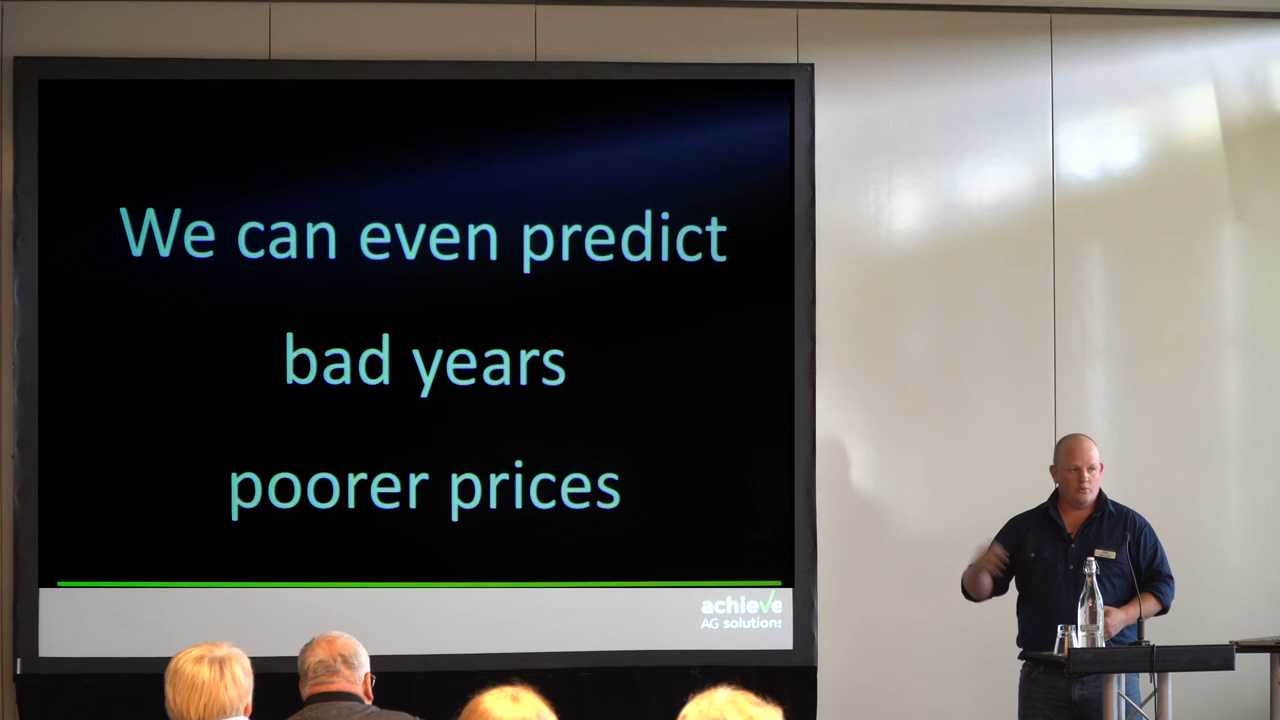 We can even predict
bad years
poorer prices
achieve
AG solutions